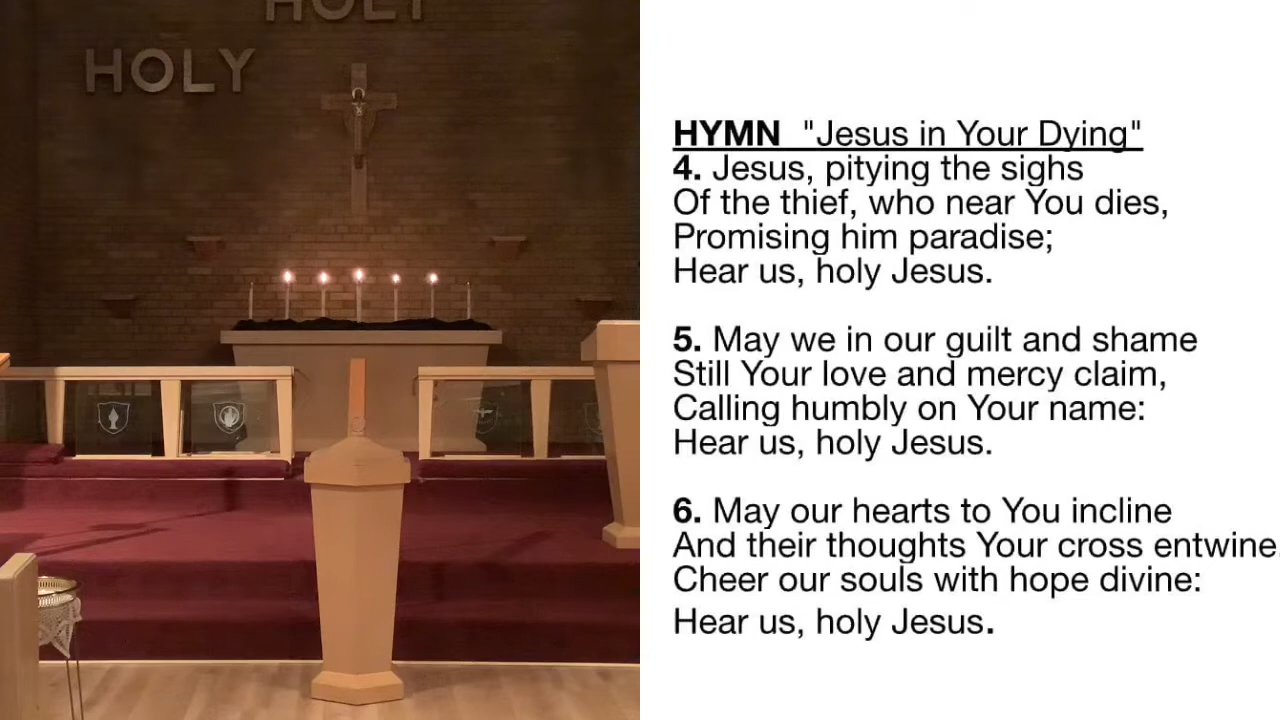 HOLY
HOLY
HYMN "Jesus in Your Dying"
4. Jesus, pitying the sighs
Of the thief, who near You dies,
Promising him paradise;
Hear us, holy Jesus.
5. May we in our guilt and shame
Still Your love and mercy claim,
Calling humbly on Your name:
Hear us, holy Jesus.
6. May our hearts to You incline
And their thoughts Your cross entwine.
Cheer our souls with hope divine:
Hear us, holy Jesus.